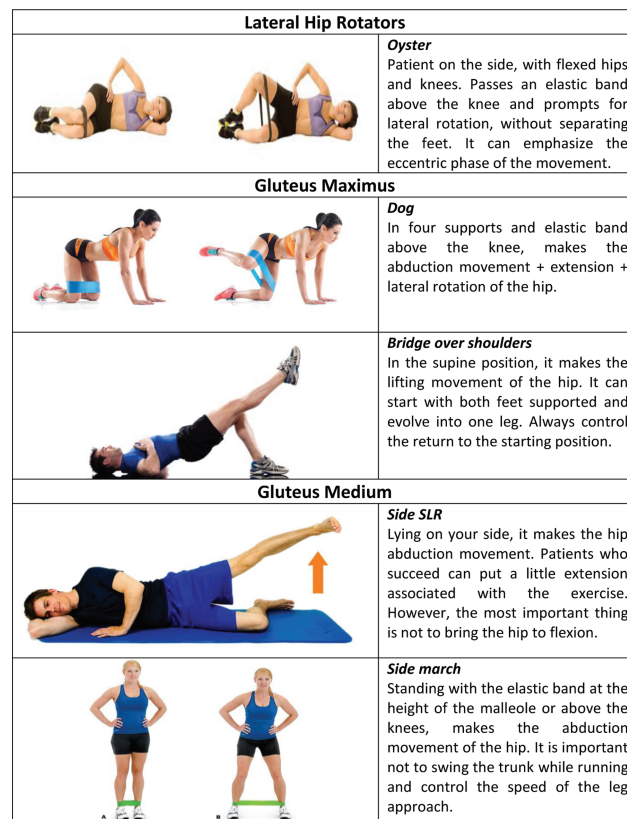 Lateral Hip Rotators
Oyster
Patient on the side, with flexed hips
and knees. Passes an elastic band
above the knee and prompts for
lateral rotation, without separating
the feet. It can emphasize the
eccentric phase of the movement.
Gluteus Maximus
Dog
In four supports and elastic band
above the knee, makes the
abduction movement + extension +
lateral rotation of the hip.
Bridge over shoulders
In the supine position, it makes the
lifting movement of the hip. It can
start with both feet supported and
evolve into one leg. Always control
the return to the starting position.
Gluteus Medium
Side SLR
Lying on your side, it makes the hip
abduction movement. Patients who
succeed can put a little extension
associated with the exercise.
However, the most important thing
is not to bring the hip to flexion.
Side march
Standing with the elastic band at the
height of the malleole or above the
knees, makes the abduction
movement of the hip. It is important
not to swing the trunk while running
and control the speed of the leg
approach.
A B